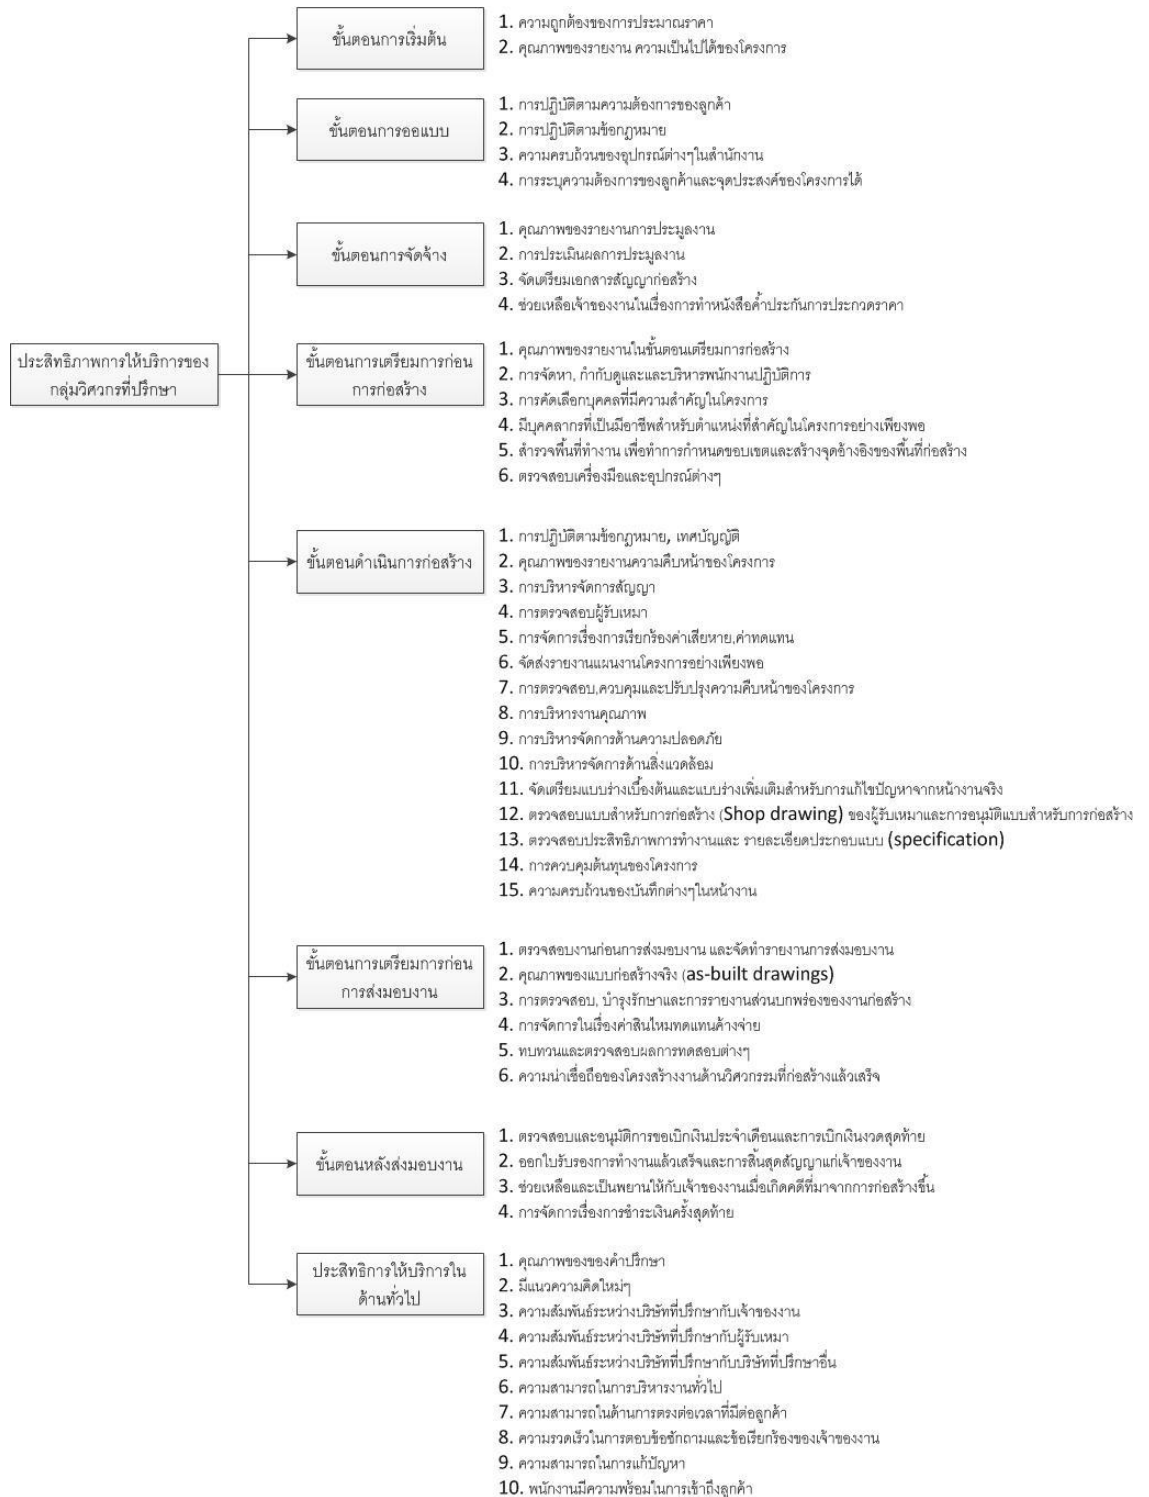 ขั้นตอนการเริ่มต้น
1. ความถูกต้องของการประมาณราคา
2. คุณภาพของรายงาน ความเป็นไปได้ของโครงการ
ขั้นตอนการออแบบ
1. การปฏิบัติตามความต้องการของลูกค้า
2. การปฏิบัติตามข้อกฎหมาย
3. ความครบถ้วนของอุปกรณ์ต่างๆในสำนักงาน
4. การระบุความต้องการของลูกค้าและจุดประสงค์ของโครงการได้
ขั้นตอนการจัดจ้าง
1. คุณภาพของรายงานการประมูลงาน
2. การประเมินผลการประมูลงาน
3. จัดเตรียมเอกสารสัญญาก่อสร้าง
4. ช่วยเหลือเจ้าของงานในเรื่องการทำหนังสือค้ำประกันการประกวดราคา
ประสิทธิภาพการให้บริการของ
กลุ่มวิศวกรที่ปรึกษา
ขั้นตอนการเตรียมการก่อน
การก่อสร้าง
1. คุณภาพของรายงานในขั้นตอนเตรียมการก่อสร้าง
2. การจัดหา, กำกับดูและและบริหารพนักงานปฏิบัติการ
3. การคัดเลือกบุคคลที่มีความสำคัญในโครงการ
4. มีบุคคลากรที่เป็นมีอาชีพสำหรับตำแหน่งที่สำคัญในโครงการอย่างเพียงพอ
5. สำรวจพื้นที่ทำงาน เพื่อทำการกำหนดขอบเขตและสร้างจุดอ้างอิงของพื้นที่ก่อสร้าง
6. ตรวจสอบเครื่องมือและอุปกรณ์ต่างๆ
ขั้นตอนดำเนินการก่อสร้าง
1. การปฏิบัติตามข้อกฎหมาย, เทศบัญญัติ
2. คุณภาพของรายงานความคืบหน้าของโครงการ
3. การบริหารจัดการสัญญา
4. การตรวจสอบผู้รับเหมา
5. การจัดการเรื่องการเรียกร้องค่าเสียหาย,ค่าทดแทน
6. จัดส่งรายงานแผนงานโครงการอย่างเพียงพอ
7. การตรวจสอบ,ควบคุมและปรับปรุงความคืบหน้าของโครงการ
8. การบริหารงานคุณภาพ
9. การบริหารจัดการด้านความปลอดภัย
10. การบริหารจัดการด้านสิ่งแวดล้อม
11. จัดเตรียมแบบร่างเบื้องต้นและแบบร่างเพิ่มเติมสำหรับการแก้ไขปัญหาจากหน้างานจริง
12. ตรวจสอบแบบสำหรับการก่อสร้าง (Shop drawing) ของผู้รับเหมาและการอนุมัติแบบสำหรับการก่อสร้าง
13. ตรวจสอบประสิทธิภาพการทำงานและ รายละเอียดประกอบแบบ (specification)
14. การควบคุมต้นทุนของโครงการ
15. ความครบถ้วนของบันทึกต่างๆในหน้างาน
ขั้นตอนการเตรียมการก่อน
การส่งมอบงาน
1. ตรวจสอบงานก่อนการส่งมอบงาน และจัดทำรายงานการส่งมอบงาน
2. คุณภาพของแบบก่อสร้างจริง (as-built drawings)
3. การตรวจสอบ, บำรุงรักษาและการรายงานส่วนบกพร่องของงานก่อสร้าง
4. การจัดการในเรื่องค่าสินไหมทดแทนค้างจ่าย
5. ทบทวนและตรวจสอบผลการทดสอบต่างๆ
6. ความน่าเชื่อถือของโครงสร้างงานด้านวิศวกรรมที่ก่อสร้างแล้วเสร็จ
ขั้นตอนหลังส่งมอบงาน
1. ตรวจสอบและอนุมัติการขอเบิกเงินประจำเดือนและการเบิกเงินงวดสุดท้าย
2. ออกใบรับรองการทำงานแล้วเสร็จและการสิ้นสุดสัญญาแก่เจ้าของงาน
3. ช่วยเหลือและเป็นพยานให้กับเจ้าของงานเมื่อเกิดคดีที่มาจากการก่อสร้างขึ้น
4. การจัดการเรื่องการชำระเงินครั้งสุดท้าย
ประสิทธิการให้บริการใน
ด้านทั่วไป
1. คุณภาพของของคำปรึกษา
2. มีแนวความคิดใหม่ๆ
3. ความสัมพันธ์ระหว่างบริษัทที่ปรึกษากับเจ้าของงาน
4. ความสัมพันธ์ระหว่างบริษัทที่ปรึกษากับผู้รับเหมา
5. ความสัมพันธ์ระหว่างบริษัทที่ปรึกษากับบริษัทที่ปรึกษาอื่น
6. ความสามารถในการบริหารงานทั่วไป
7. ความสามารถในด้านการตรงต่อเวลาที่มีต่อลูกค้า
8. ความรวดเร็วในการตอบข้อซักถามและข้อเรียกร้องของเจ้าของงาน
9. ความสามารถในการแก้ปัญหา
10. พนักงานมีความพร้อมในการเข้าถึงลูกค้า